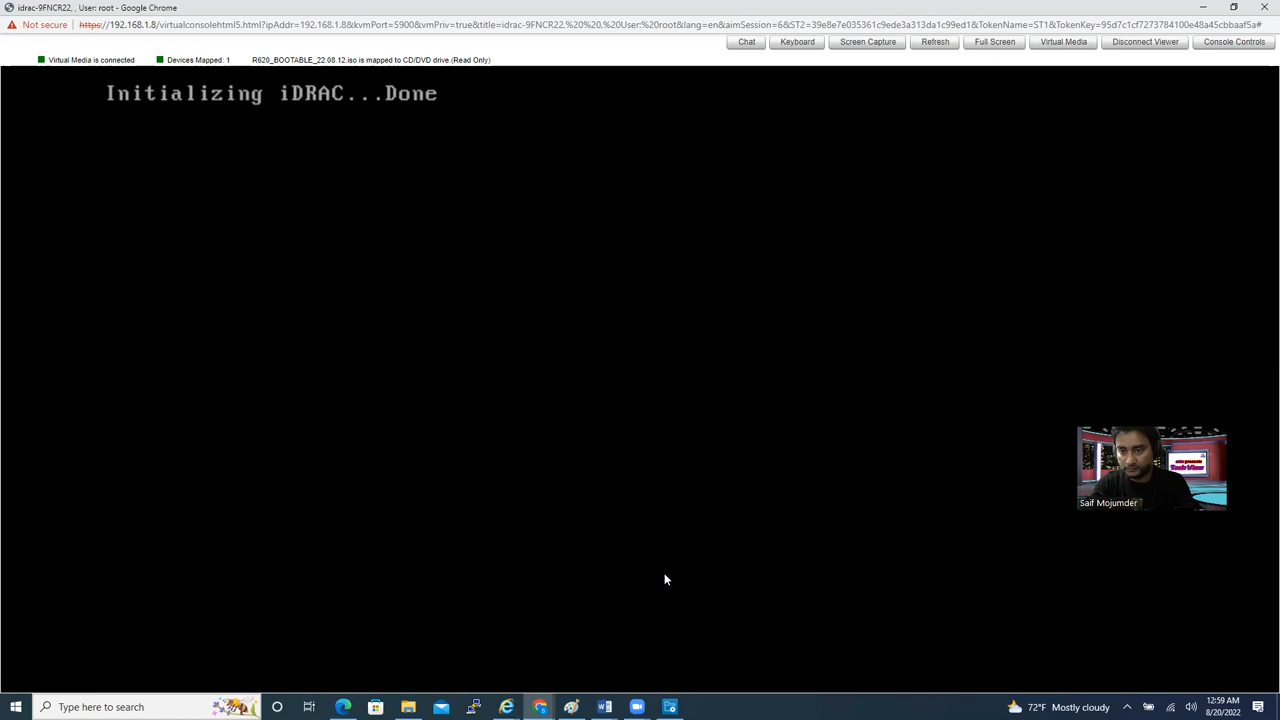 idrac-9FNCR22, , User: root - Google Chrome
Not secure https://192.168.1.8/virtualconsolehtml5.html?ipAddr=192.168.1.8&kvmPort=5900&vmPriv=true&title=idrac-9FNCR22,%20%20,%20User:%20root&lang=en&aimSession=6&ST2=39e8e7e035361c9ede3a313da1c99ed1&TokenName=ST1&TokenKey=95d7c1cf7273784100e48a45cbbaaf5a#
Chat Keyboard Screen Capture Refresh Full Screen Virtual Media Disconnect Viewer Console Controls
Virtual Media is connected Devices Mapped: 1 R620_BOOTABLE_22.08.12.iso is mapped to CD/DVD drive.(Read Only)
Initializing iDRAC...Done
Saif Mojumder
Type here to search
72°F Mostly cloudy
12:59 AM
8/20/2022